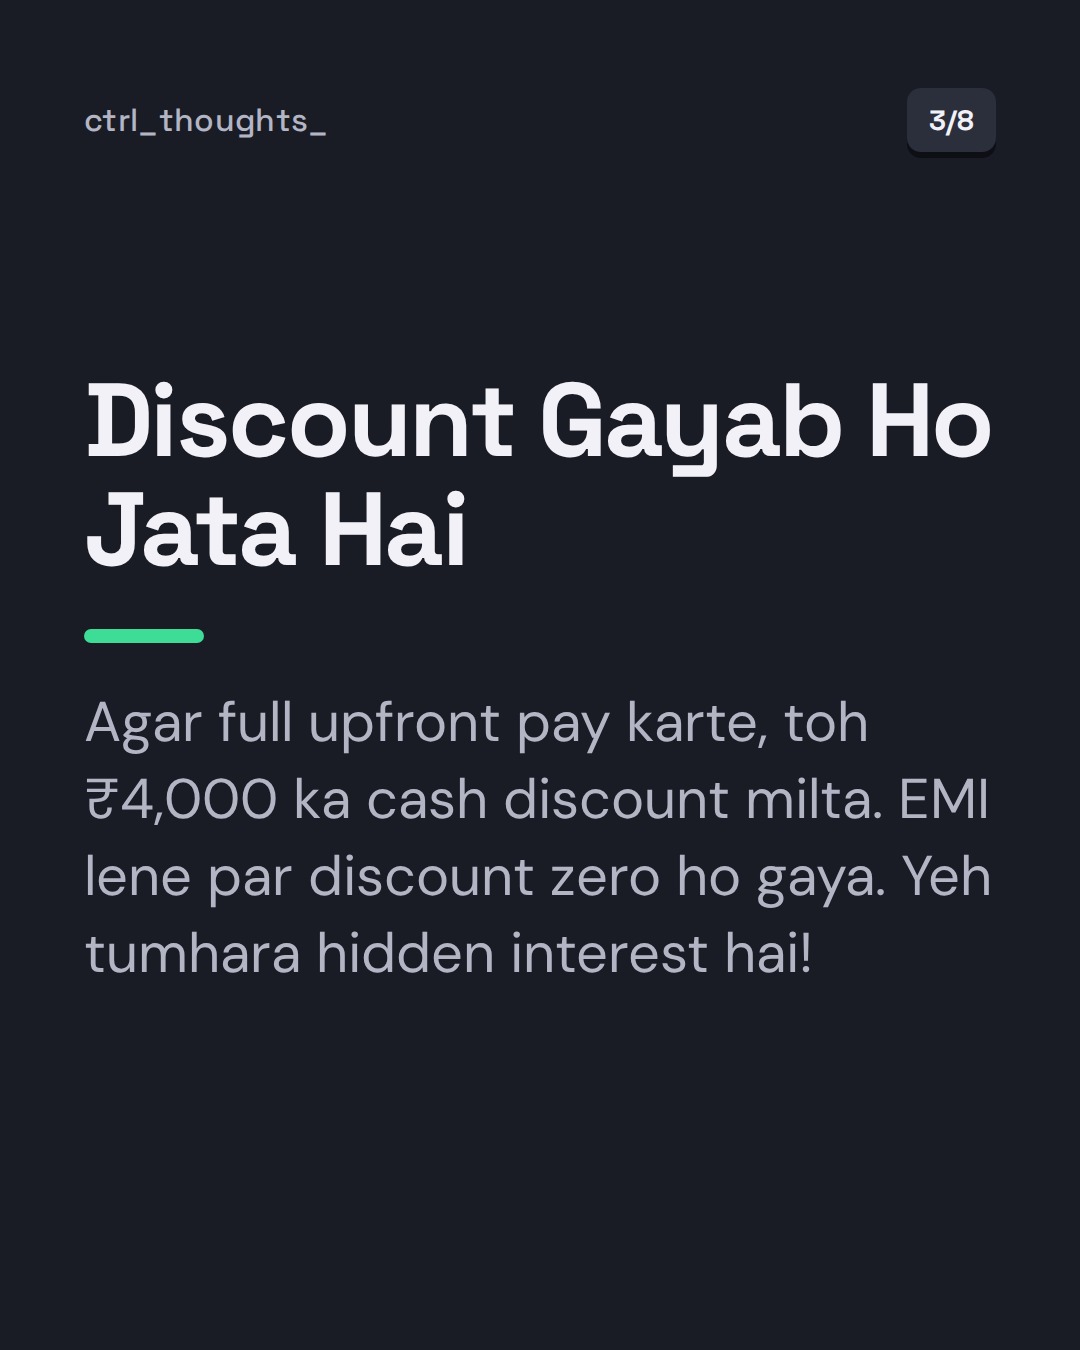 ctrl_thoughts_
3/8
Discount Gayab Ho
Jata Hai
Agar full upfront pay karte, toh
₹4,000 ka cash discount milta. EMI
lene par discount zero ho gaya. Yeh
tumhara hidden interest hai!